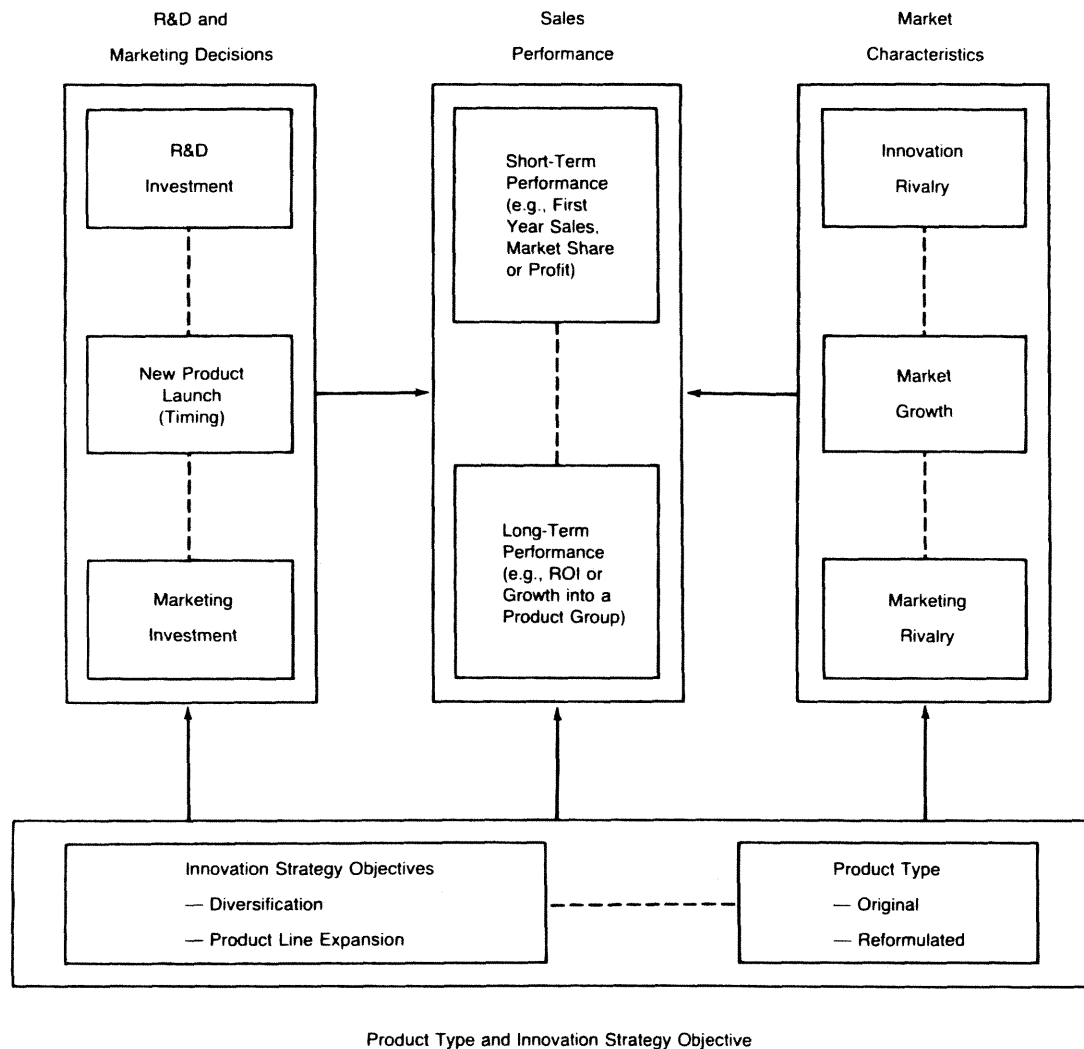 R&D and
Marketing Decisions
Sales
Performance
Market
Characteristics
R&D
Investment
New Product
Launch
(Timing)
Marketing
Investment
Short-Term
Performance
(e.g., First
Year Sales,
Market Share
or Profit)
Long-Term
Performance
(e.g., ROI or
Growth into a
Product Group)
Innovation
Rivalry
Market
Growth
Marketing
Rivalry
Innovation Strategy Objectives
— Diversification
— Product Line Expansion
Product Type
— Original
— Reformulated
Product Type and Innovation Strategy Objective